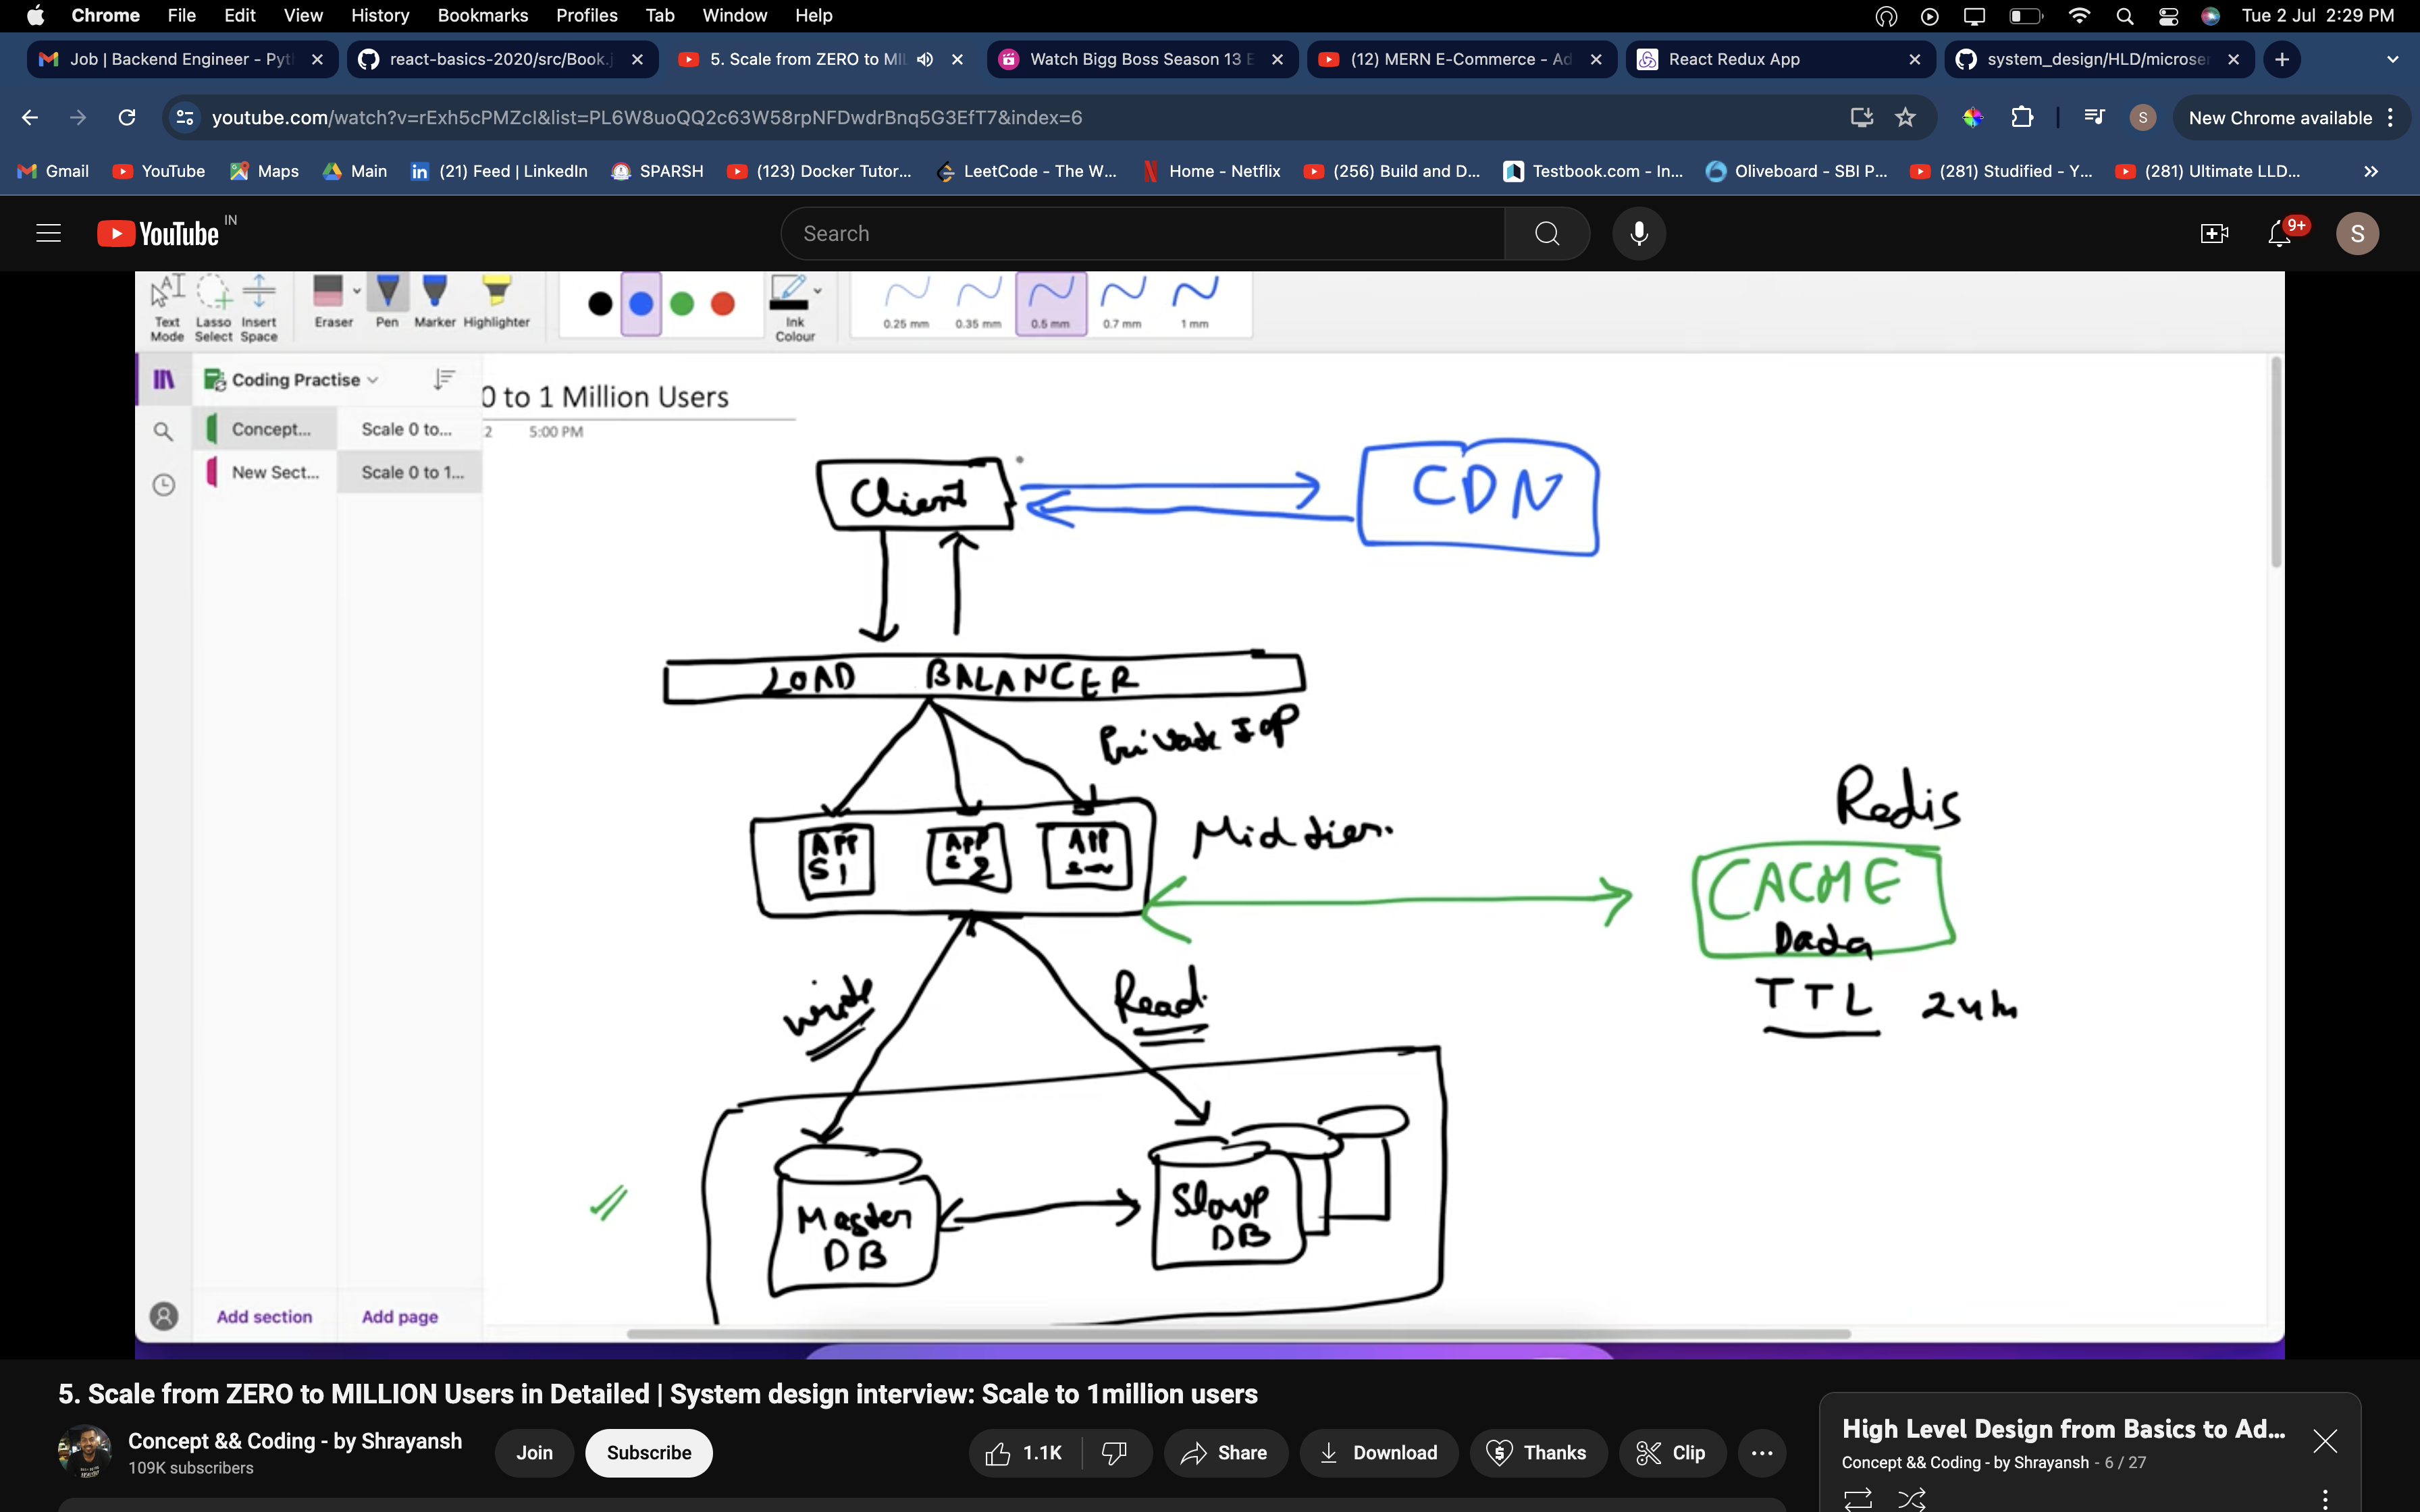 Chrome File Edit View History Bookmarks Profiles Tab Window Help Tue 2 Jul 2:29 PM
Job | Backend Engineer - Pyt react-basics-2020/src/Book.j 5. Scale from ZERO to MIL Watch Bigg Boss Season 13 E (12) MERN E-Commerce - Ad React Redux App system_design/HLD/microser
youtube.com/watch?v=rExh5cPMZcI&list=PL6W8uoQQ2c63W58rpNFDwdrBnq5G3EfT7&index=6 S New Chrome available
Gmail YouTube Maps Main (21) Feed | LinkedIn SPARSH (123) Docker Tutor... LeetCode - The W... Home - Netflix (256) Build and D... Testbook.com - In... Oliveboard - SBI P... (281) Studified - Y... (281) Ultimate LLD...
YouTube IN Search 9+ S
Text Mode Lasso Select Insert Space Eraser Pen Marker Highlighter Ink Colour 0.25 mm 0.35 mm 0.5 mm 0.7 mm 1 mm
Coding Practise
0 to 1 Million Users
Concept... Scale 0 to...
2 5:00 PM
New Sect... Scale 0 to 1...
Client
CDN
LOAD BALANCER
Private
Redis
APP S1
APP S2
APP
Mid tier.
CACHE
Data
TTL 24h
write
Read.
Master DB
DB
Add section Add page
5. Scale from ZERO to MILLION Users in Detailed | System design interview: Scale to 1million users
Concept && Coding - by Shrayansh
109K subscribers
Join Subscribe 1.1K Share Download Thanks Clip
High Level Design from Basics to Ad...
Concept && Coding - by Shrayansh - 6 / 27